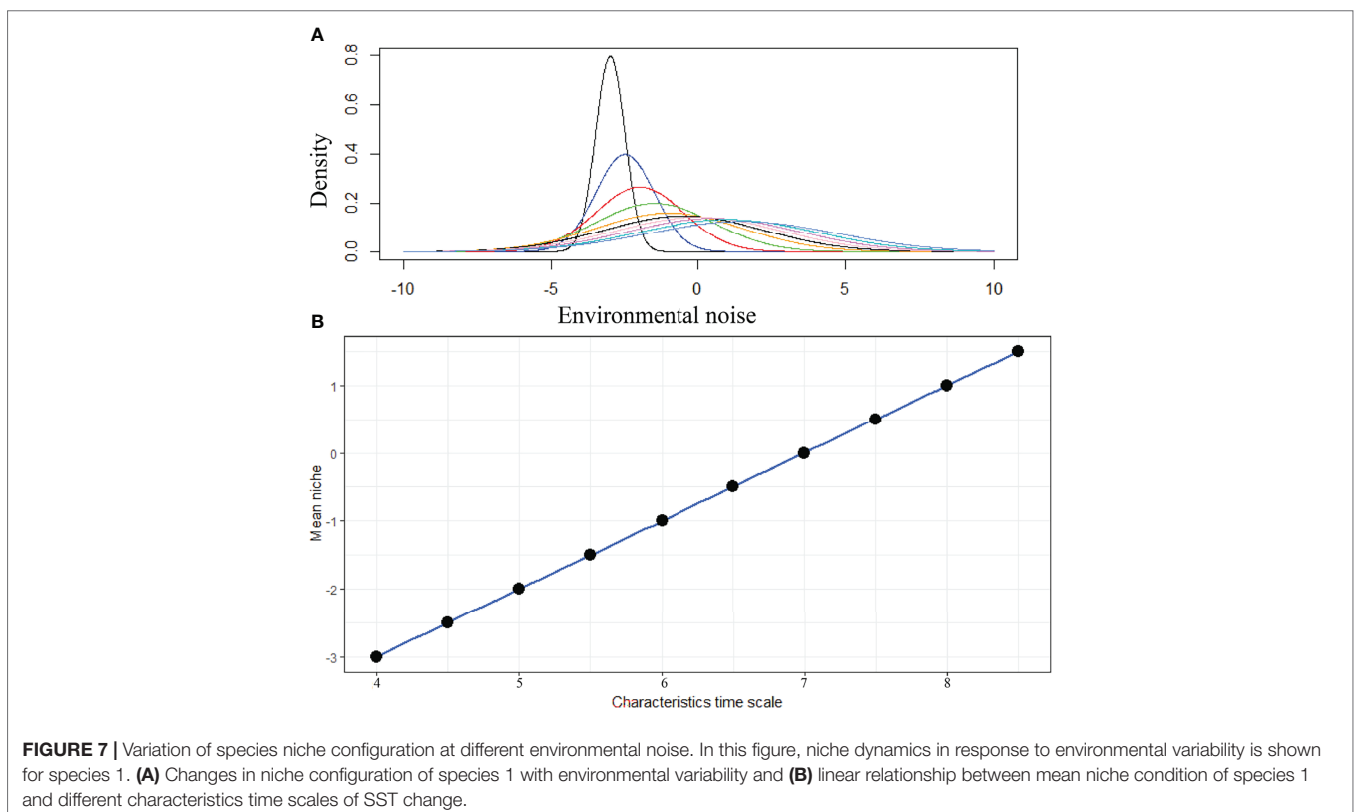 A
0.8
0.6
0.4
0.2
0.0
Density
-10
-5
0
5
10
Environmental noise
B
1
0
-1
-2
-3
Mean niche
4
5
6
7
8
Characteristics time scale
FIGURE 7 | Variation of species niche configuration at different environmental noise. In this figure, niche dynamics in response to environmental variability is shown
for species 1. (A) Changes in niche configuration of species 1 with environmental variability and (B) linear relationship between mean niche condition of species 1
and different characteristics time scales of SST change.